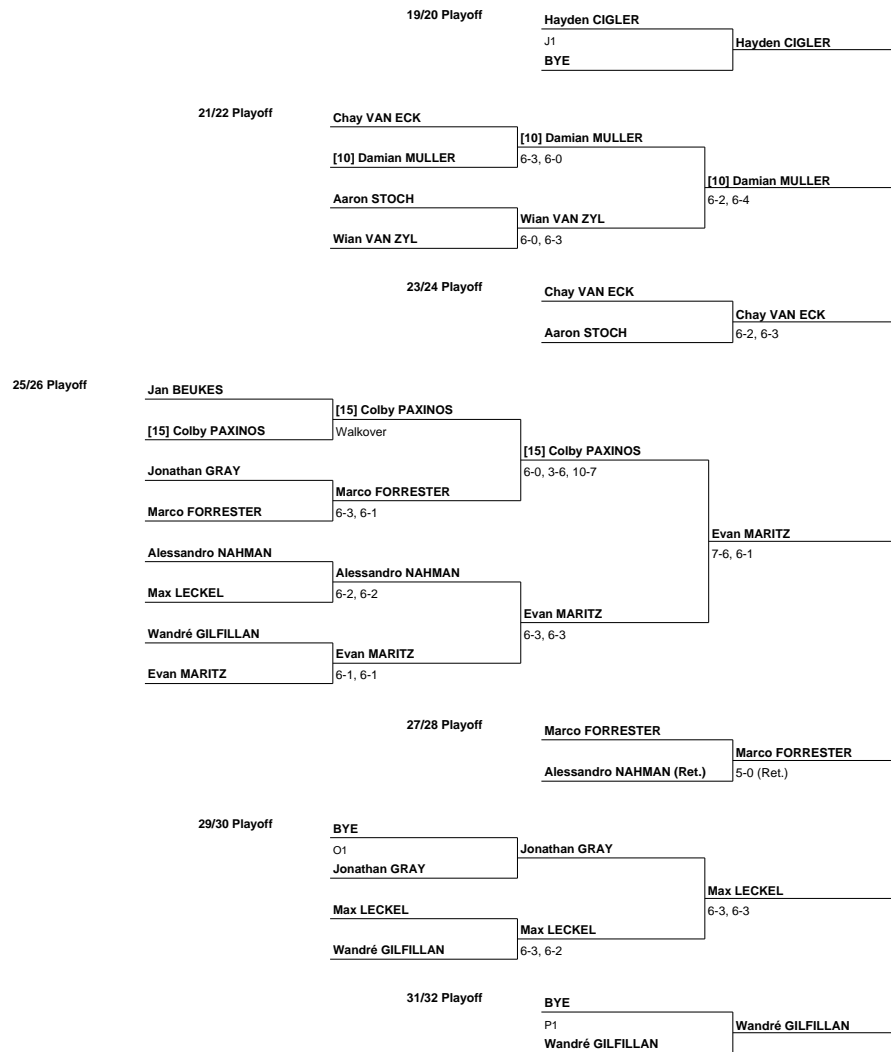 19/20 Playoff
Hayden CIGLER
J1
Hayden CIGLER
BYE
21/22 Playoff
Chay VAN ECK
[10] Damian MULLER
[10] Damian MULLER
6-3, 6-0
[10] Damian MULLER
Aaron STOCH
6-2, 6-4
Wian VAN ZYL
Wian VAN ZYL
6-0, 6-3
23/24 Playoff
Chay VAN ECK
Chay VAN ECK
Aaron STOCH
6-2, 6-3
25/26 Playoff
Jan BEUKES
[15] Colby PAXINOS
[15] Colby PAXINOS
Walkover
[15] Colby PAXINOS
Jonathan GRAY
6-0, 3-6, 10-7
Marco FORRESTER
Marco FORRESTER
6-3, 6-1
Evan MARITZ
Alessandro NAHMAN
7-6, 6-1
Alessandro NAHMAN
Max LECKEL
6-2, 6-2
Evan MARITZ
Wandré GILFILLAN
6-3, 6-3
Evan MARITZ
Evan MARITZ
6-1, 6-1
27/28 Playoff
Marco FORRESTER
Marco FORRESTER
Alessandro NAHMAN (Ret.)
5-0 (Ret.)
29/30 Playoff
BYE
O1
Jonathan GRAY
Jonathan GRAY
Max LECKEL
Max LECKEL
6-3, 6-3
Max LECKEL
Wandré GILFILLAN
6-3, 6-2
31/32 Playoff
BYE
P1
Wandré GILFILLAN
Wandré GILFILLAN